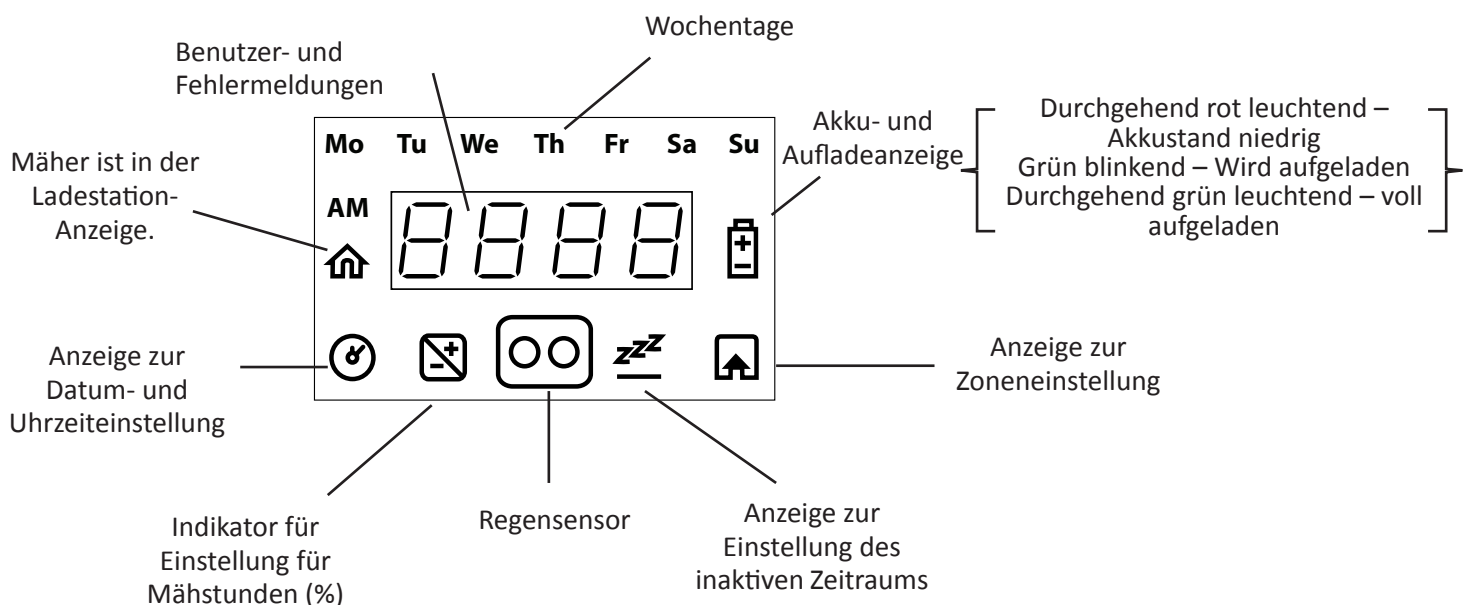 Wochentage
Benutzer- und
Fehlermeldungen
Akku- und
Aufladeanzeige
Durchgehend rot leuchtend –
Akkustand niedrig
Grün blinkend – Wird aufgeladen
Durchgehend grün leuchtend – voll
aufgeladen
Mäher ist in der
Ladestation-
Anzeige.
Mo Tu We Th Fr Sa Su
AM
8888
zzz
Anzeige zur
Datum- und
Uhrzeiteinstellung
Anzeige zur
Zoneneinstellung
Indikator für
Einstellung für
Mähstunden (%)
Regensensor
Anzeige zur
Einstellung des
inaktiven Zeitraums